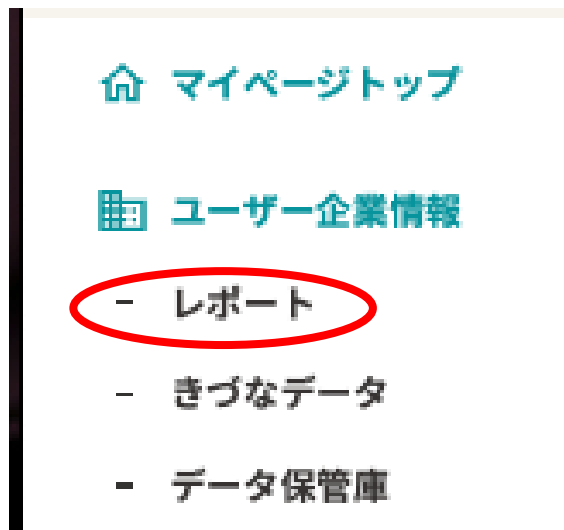 マイページトップ
ユーザー企業情報
- レポート
- きづなデータ
- データ保管庫